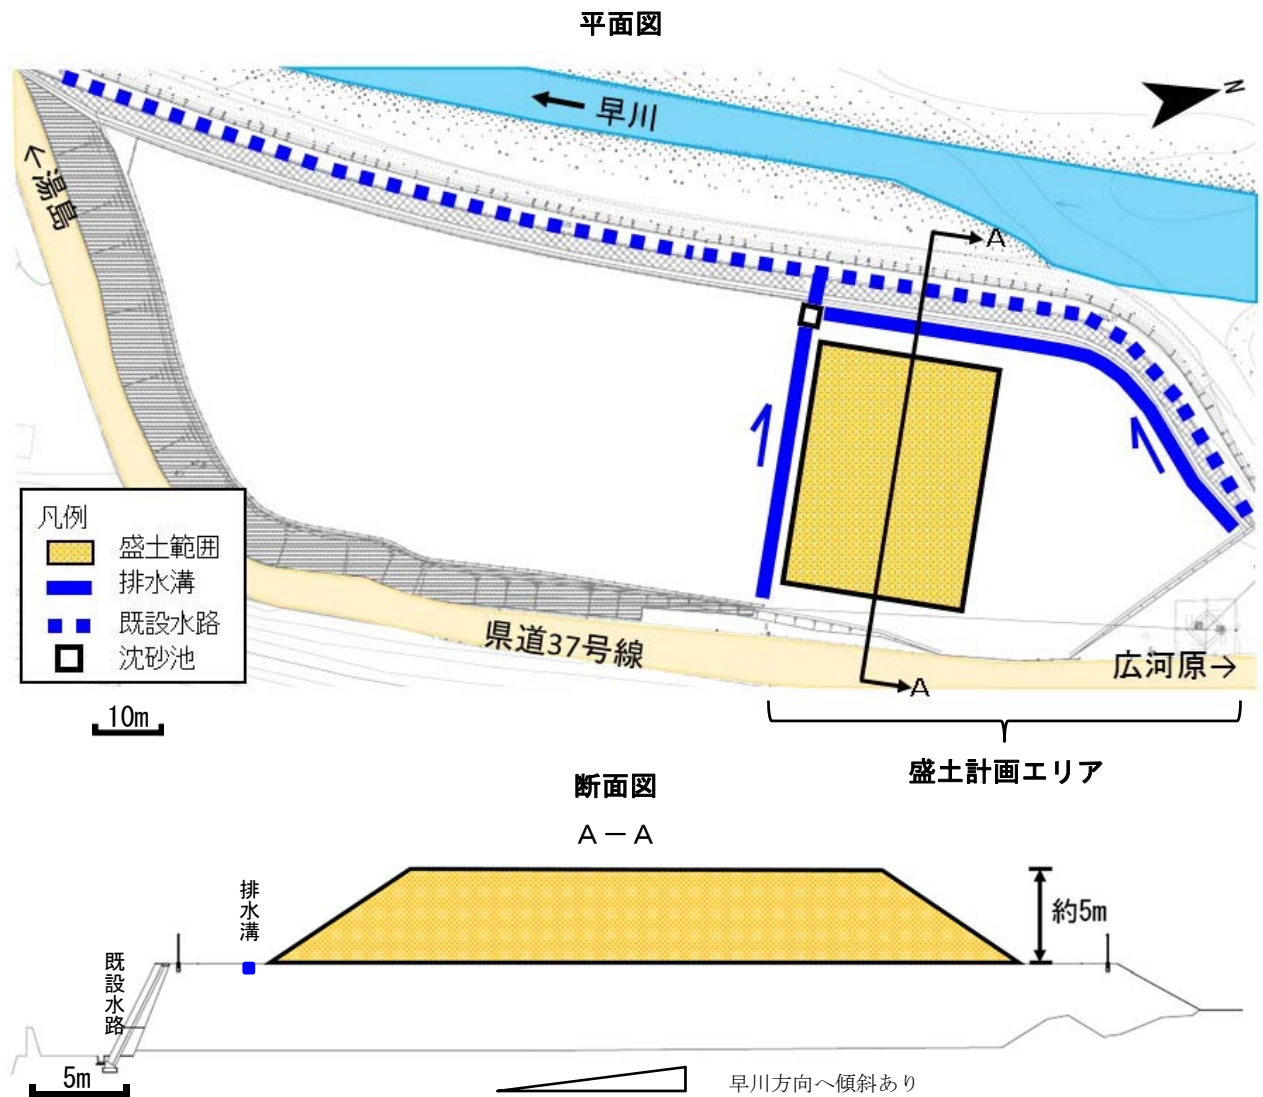 平面図
N
←早川
A
←湯島
凡例
盛土範囲
排水溝
既設水路
沈砂池
県道37号線
広河原→
A
10m
盛土計画エリア
断面図
A－A
排水溝
約5m
既設水路
5m
早川方向へ傾斜あり